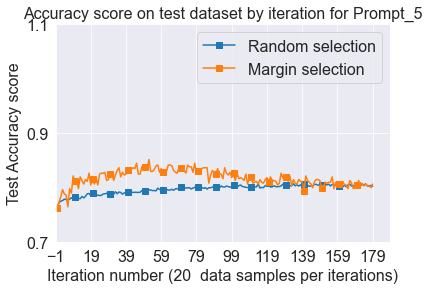 Accuracy score on test dataset by iteration for Prompt_5
1.1
0.9
0.7
Test Accuracy score
Random selection
Margin selection
−1 19 39 59 79 99 119 139 159 179
Iteration number (20 data samples per iterations)